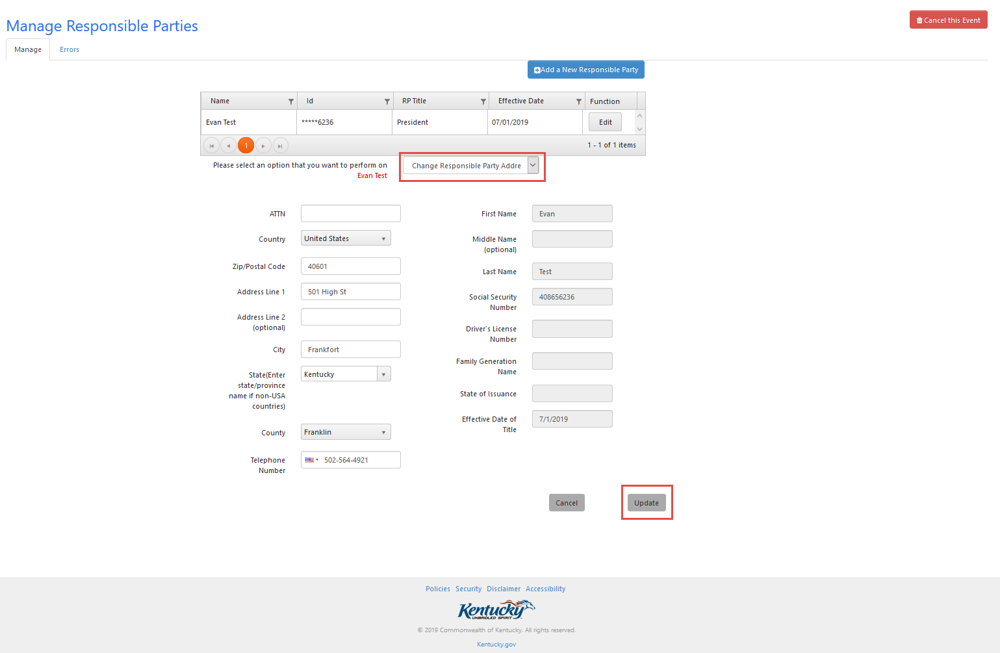 Manage Responsible Parties
Cancel this Event
Manage
Errors
Add a New Responsible Party
Name
Id
RP Title
Effective Date
Function
Evan Test
*****6236
President
07/01/2019
Edit
1
1 - 1 of 1 items
Please select an option that you want to perform on
Evan Test
Change Responsible Party Addre
ATTN
Country
United States
Zip/Postal Code
40601
Address Line 1
501 High St
Address Line 2
(optional)
City
Frankfort
State(Enter
state/province
name if non-USA
countries)
Kentucky
County
Franklin
Telephone
Number
502-564-4921
First Name
Evan
Middle Name
(optional)
Last Name
Test
Social Security
Number
408656236
Driver's License
Number
Family Generation
Name
State of Issuance
Effective Date of
Title
7/1/2019
Cancel
Update
Policies Security Disclaimer Accessibility
Kentucky
UNBRIDLED SPIRIT
© 2019 Commonwealth of Kentucky. All rights reserved.
Kentucky.gov